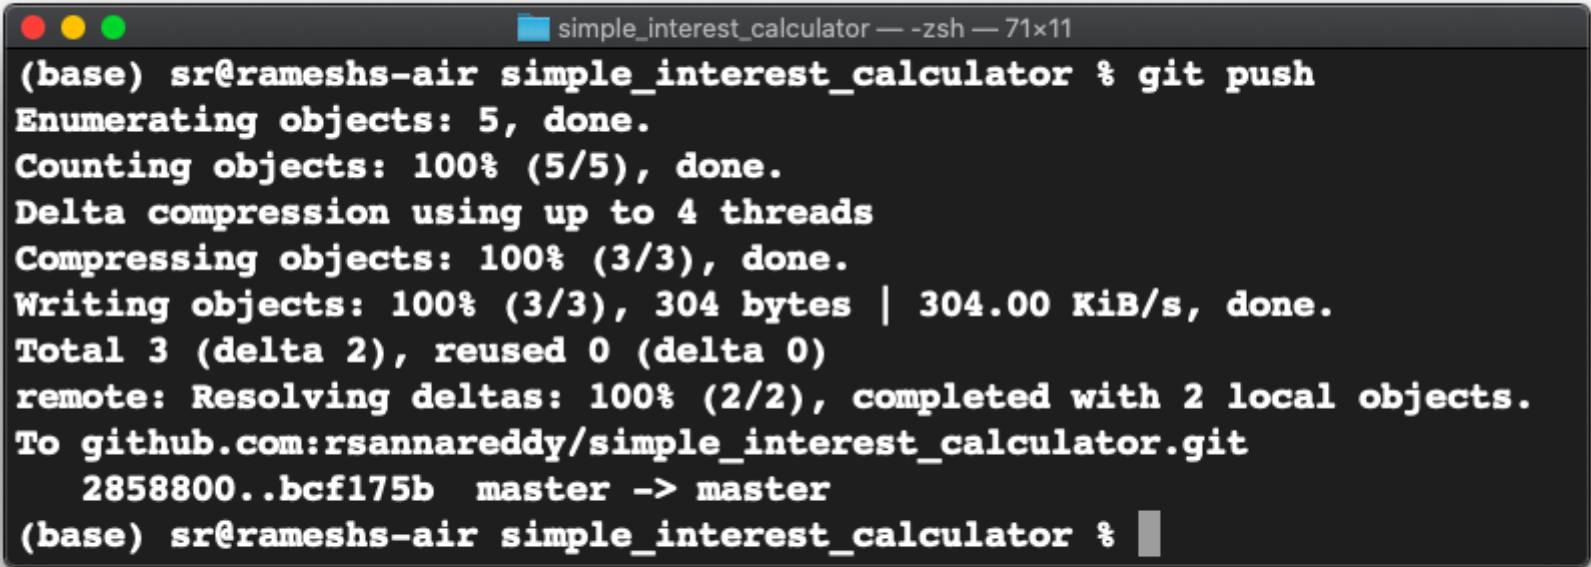 simple_interest_calculator — -zsh — 71×11
(base) sr@rameshs-air simple_interest_calculator % git push
Enumerating objects: 5, done.
Counting objects: 100% (5/5), done.
Delta compression using up to 4 threads
Compressing objects: 100% (3/3), done.
Writing objects: 100% (3/3), 304 bytes | 304.00 KiB/s, done.
Total 3 (delta 2), reused 0 (delta 0)
remote: Resolving deltas: 100% (2/2), completed with 2 local objects.
To github.com:rsannareddy/simple_interest_calculator.git
   2858800..bcf175b  master -> master
(base) sr@rameshs-air simple_interest_calculator %